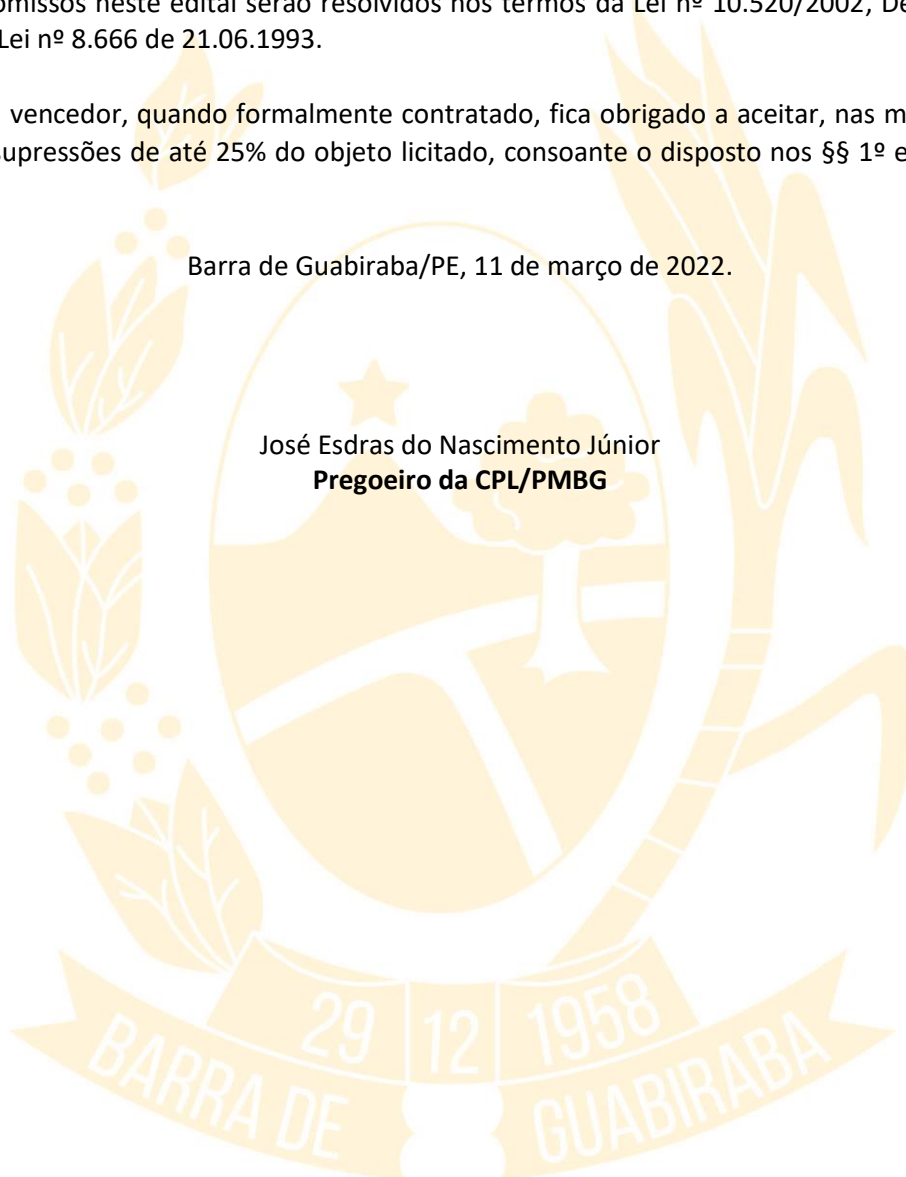 omissos neste edital serão resolvidos nos termos da Lei nº 10.520/2002, De
Lei nº 8.666 de 21.06.1993.
vencedor, quando formalmente contratado, fica obrigado a aceitar, nas m
supressões de até 25% do objeto licitado, consoante o disposto nos §§ 1º e
Barra de Guabiraba/PE, 11 de março de 2022.
José Esdras do Nascimento Júnior
Pregoeiro da CPL/PMBG
29 12 1958
BARRA DE GUABIRABA